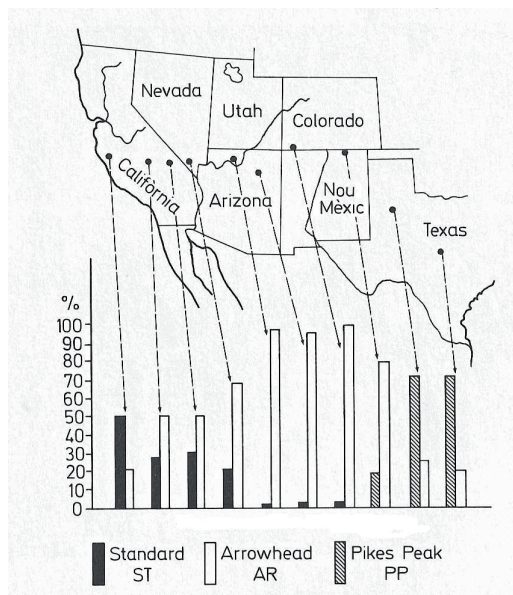 Nevada
Utah
Colorado
Califòrnia
Arizona
Nou
Mèxic
Texas
%
100
90
80
70
60
50
40
30
20
10
0
Standard
ST
Arrowhead
AR
Pikes Peak
PP